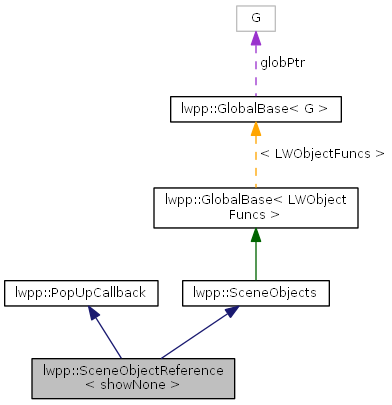 G
globPtr
lwpp::GlobalBase< G >
< LWObjectFuncs >
lwpp::GlobalBase< LWObject
Funcs >
lwpp::PopUpCallback
lwpp::SceneObjects
lwpp::SceneObjectReference
< showNone >